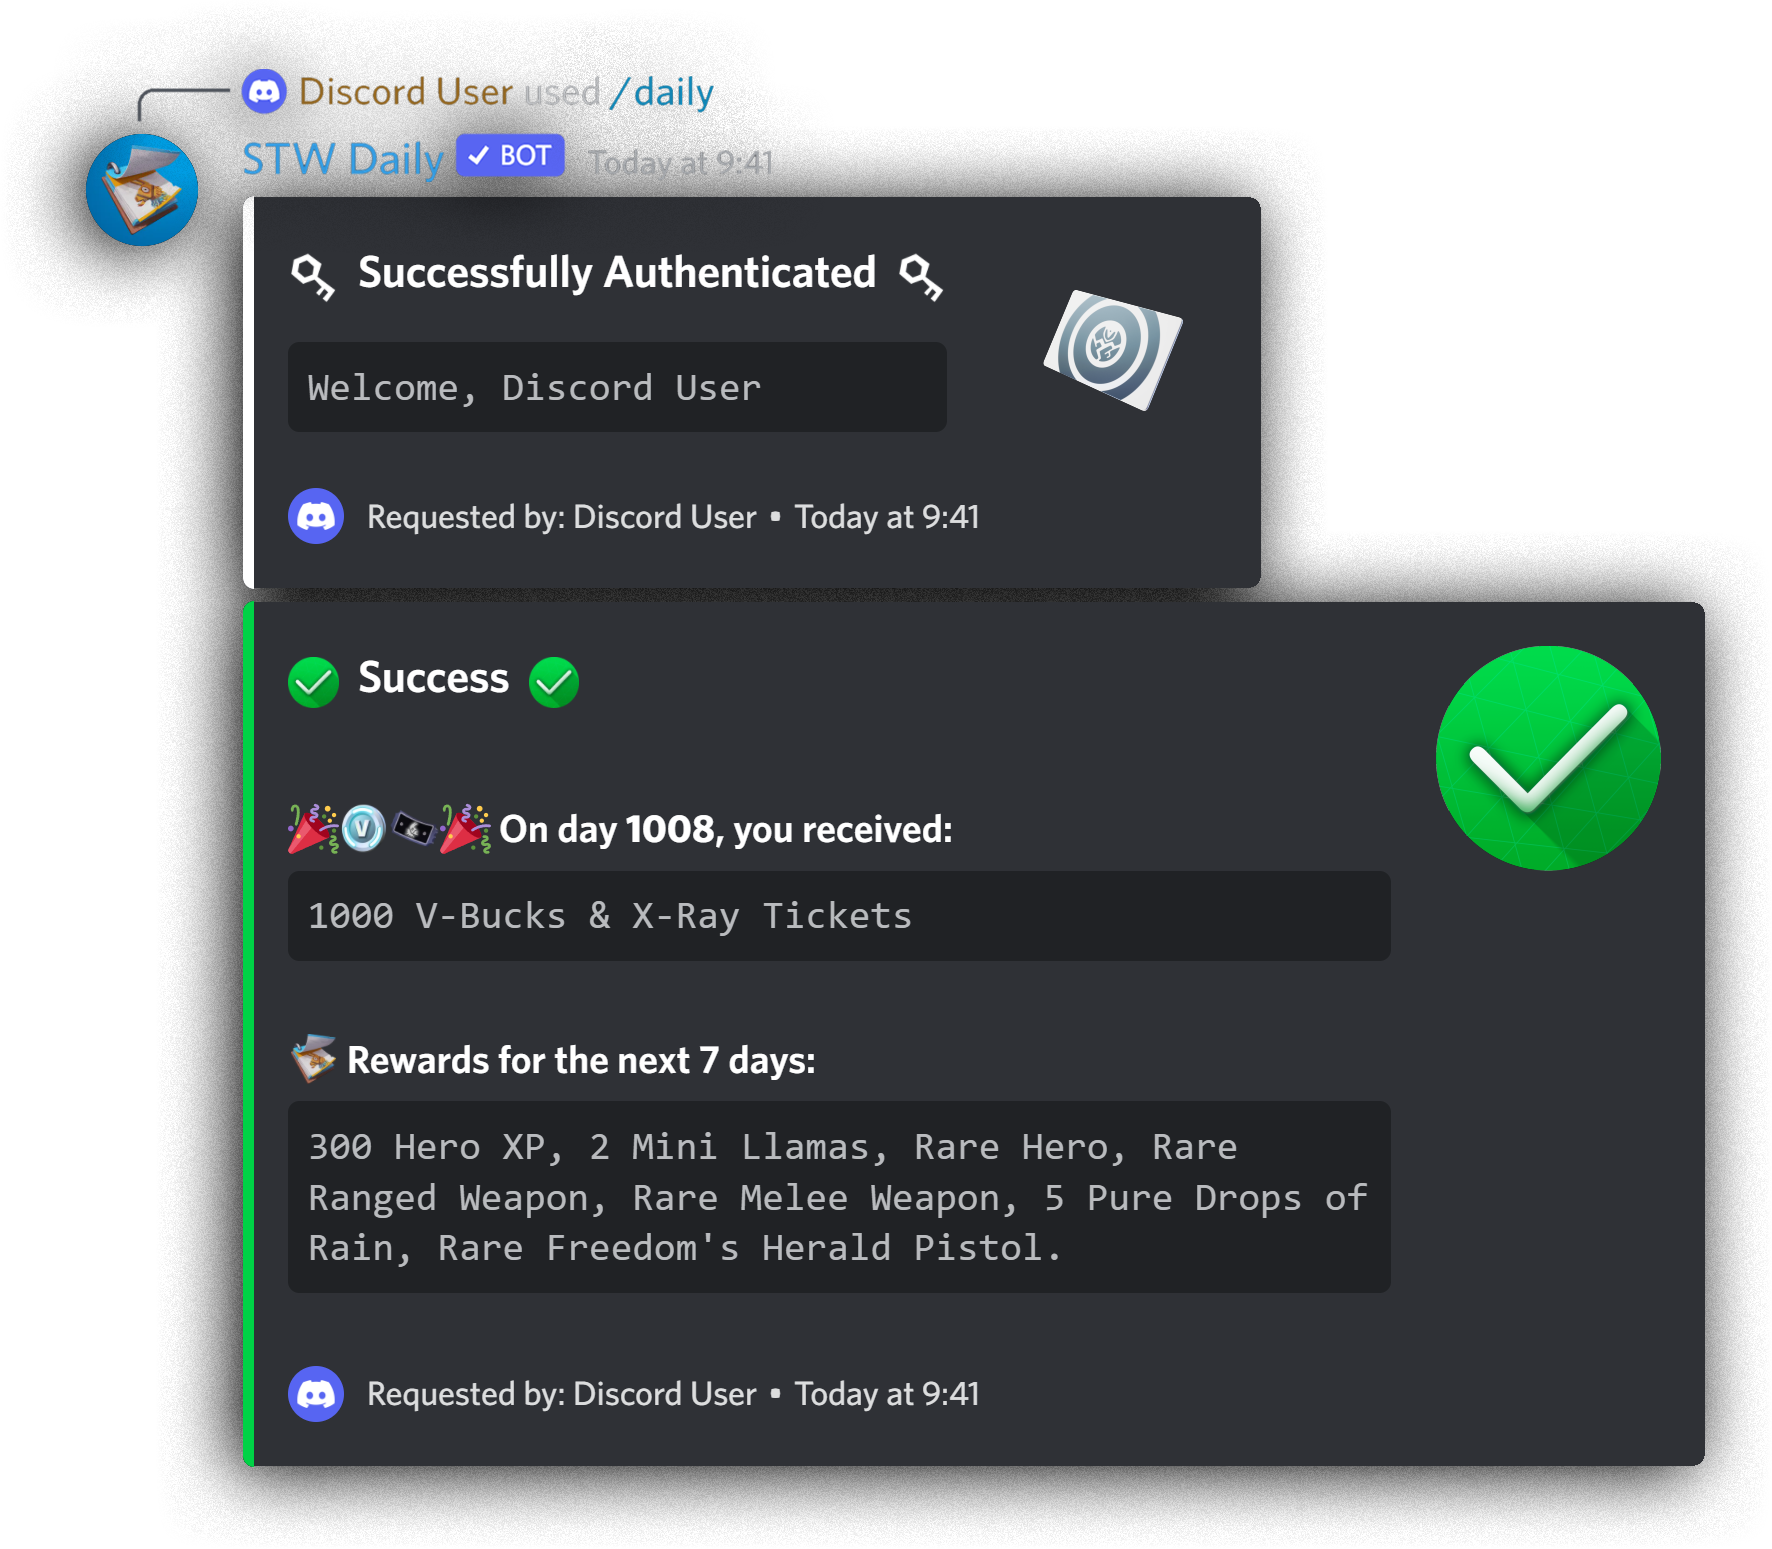 Discord User used /daily
STW Daily ✓ BOT Today at 9:41
Successfully Authenticated
Welcome, Discord User
Requested by: Discord User • Today at 9:41
Success
On day 1008, you received:
1000 V-Bucks & X-Ray Tickets
Rewards for the next 7 days:
300 Hero XP, 2 Mini Llamas, Rare Hero, Rare
Ranged Weapon, Rare Melee Weapon, 5 Pure Drops of
Rain, Rare Freedom's Herald Pistol.
Requested by: Discord User • Today at 9:41